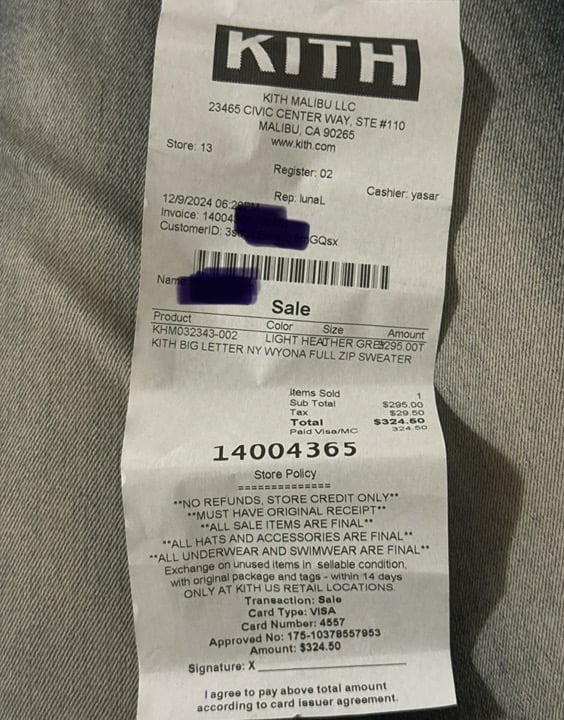 KITH
KITH MALIBU LLC
23465 CIVIC CENTER WAY, STE #110
MALIBU, CA 90265
www.kith.com
Store: 13
Register: 02
Rep: lunaL
Cashier: yasar
12/9/2024 06:2
Invoice: 14004
CustomerID: 3s GQsx
Name
Sale
Product Color Size Amount
KHM032343-002 LIGHT HEATHER GRE $295.00T
KITH BIG LETTER NY WYONA FULL ZIP SWEATER
Items Sold 1
Sub Total $295.00
Tax $29.50
Total $324.50
Paid Visa/MC 324.50
14004365
Store Policy
==============
**NO REFUNDS, STORE CREDIT ONLY**
**MUST HAVE ORIGINAL RECEIPT**
**ALL SALE ITEMS ARE FINAL**
**ALL HATS AND ACCESSORIES ARE FINAL**
**ALL UNDERWEAR AND SWIMWEAR ARE FINAL**
Exchange on unused items in sellable condition,
with original package and tags - within 14 days
ONLY AT KITH US RETAIL LOCATIONS.
Transaction: Sale
Card Type: VISA
Card Number: 4557
Approved No: 175-10378557953
Amount: $324.50
Signature: X
I agree to pay above total amount
according to card issuer agreement.